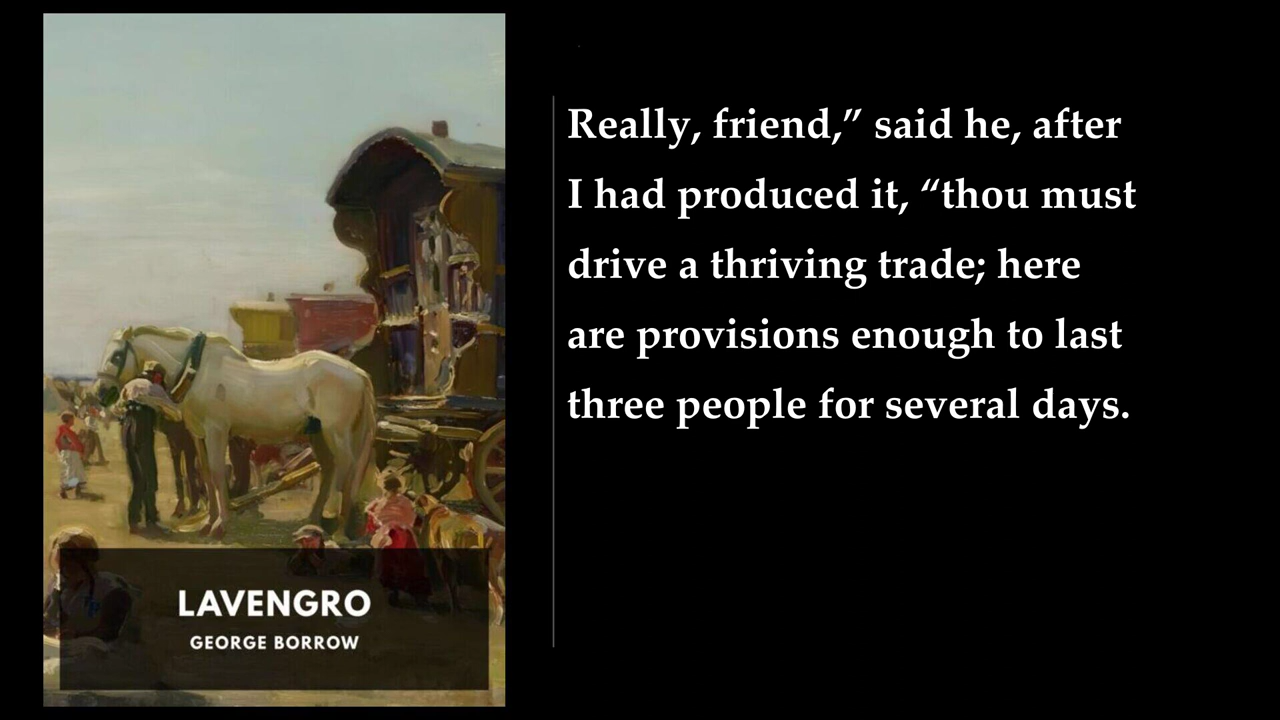 LAVENGRO
GEORGE BORROW
Really, friend,” said he, after
I had produced it, “thou must
drive a thriving trade; here
are provisions enough to last
three people for several days.